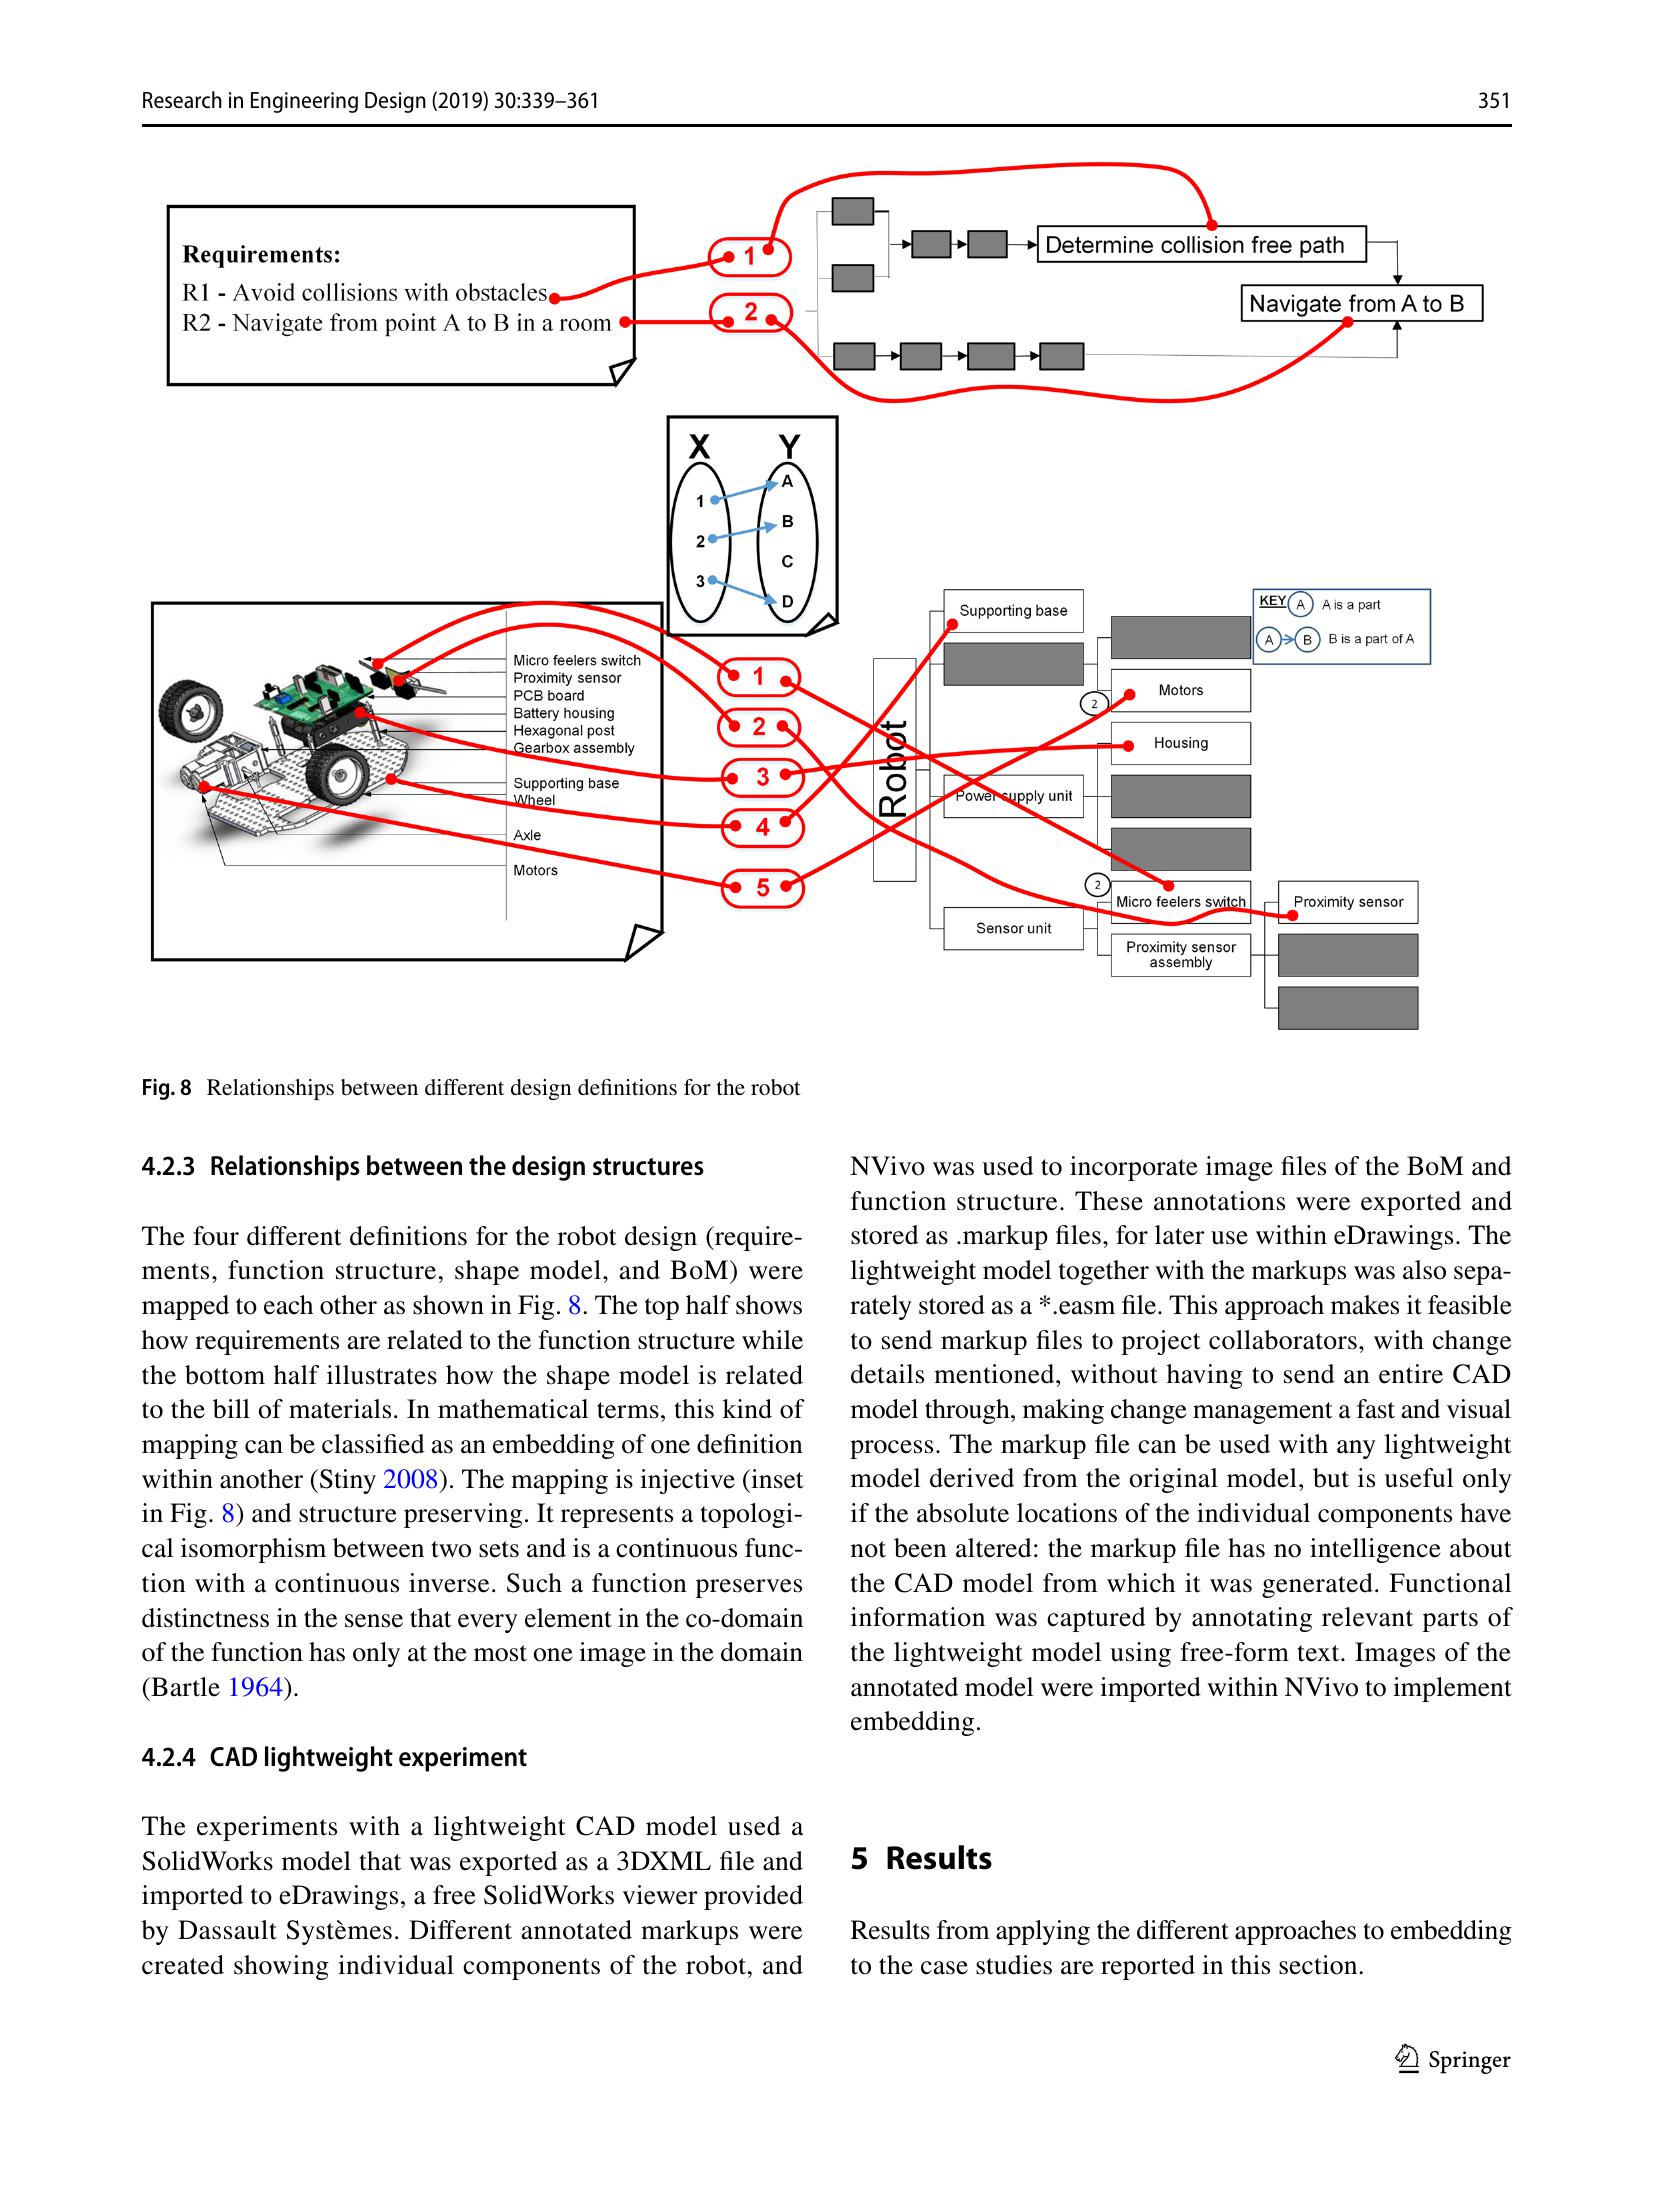 Research in Engineering Design (2019) 30:339–361
351
Requirements:
R1 - Avoid collisions with obstacles
R2 - Navigate from point A to B in a room
1
2
Determine collision free path
Navigate from A to B
X Y
1
2
3
A
B
C
D
Micro feelers switch
Proximity sensor
PCB board
Battery housing
Hexagonal post
Gearbox assembly
Supporting base
Wheel
Axle
Motors
1
2
3
4
5
Robot
Supporting base
Power supply unit
Sensor unit
2
Motors
Housing
2
Micro feelers switch
Proximity sensor
assembly
Proximity sensor
KEY A A is a part
A B B is a part of A
Fig. 8 Relationships between different design definitions for the robot
4.2.3 Relationships between the design structures
The four different definitions for the robot design (require-
ments, function structure, shape model, and BoM) were
mapped to each other as shown in Fig. 8. The top half shows
how requirements are related to the function structure while
the bottom half illustrates how the shape model is related
to the bill of materials. In mathematical terms, this kind of
mapping can be classified as an embedding of one definition
within another (Stiny 2008). The mapping is injective (inset
in Fig. 8) and structure preserving. It represents a topologi-
cal isomorphism between two sets and is a continuous func-
tion with a continuous inverse. Such a function preserves
distinctness in the sense that every element in the co-domain
of the function has only at the most one image in the domain
(Bartle 1964).
4.2.4 CAD lightweight experiment
The experiments with a lightweight CAD model used a
SolidWorks model that was exported as a 3DXML file and
imported to eDrawings, a free SolidWorks viewer provided
by Dassault Systèmes. Different annotated markups were
created showing individual components of the robot, and
NVivo was used to incorporate image files of the BoM and
function structure. These annotations were exported and
stored as .markup files, for later use within eDrawings. The
lightweight model together with the markups was also sepa-
rately stored as a *.easm file. This approach makes it feasible
to send markup files to project collaborators, with change
details mentioned, without having to send an entire CAD
model through, making change management a fast and visual
process. The markup file can be used with any lightweight
model derived from the original model, but is useful only
if the absolute locations of the individual components have
not been altered: the markup file has no intelligence about
the CAD model from which it was generated. Functional
information was captured by annotating relevant parts of
the lightweight model using free-form text. Images of the
annotated model were imported within NVivo to implement
embedding.
5 Results
Results from applying the different approaches to embedding
to the case studies are reported in this section.
Springer